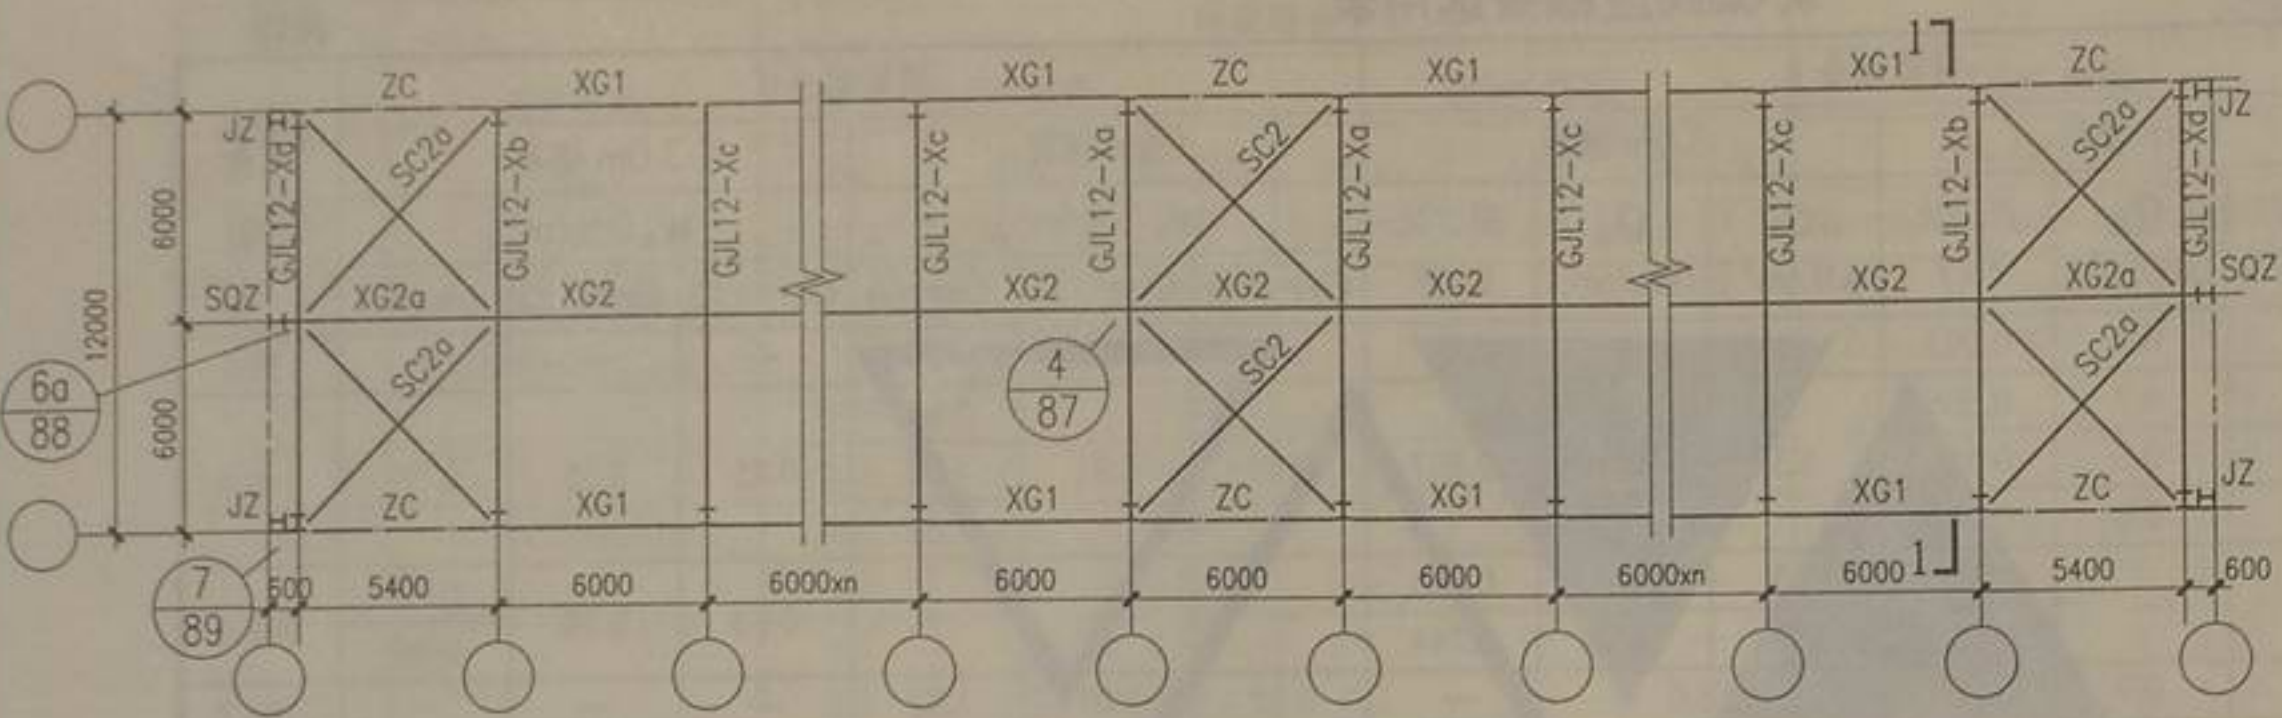 ZC XG1 XG1 ZC XG1 XG1 1 ZC
JZ JZ
GJL12-Xd SC2a GJL12-Xb GJL12-Xc GJL12-Xc GJL12-Xa SC2 GJL12-Xa GJL12-Xc GJL12-Xc GJL12-Xb SC2a GJL12-Xd
6000
SQZ XG2a XG2 XG2 XG2 XG2 XG2 XG2a SQZ
12000
6a
88
6000
SC2a SC2 SC2a
4
87
JZ ZC XG1 XG1 ZC XG1 XG1 ZC JZ
7
89
600 5400 6000 6000xn 6000 6000 6000 6000xn 6000 1 5400 600